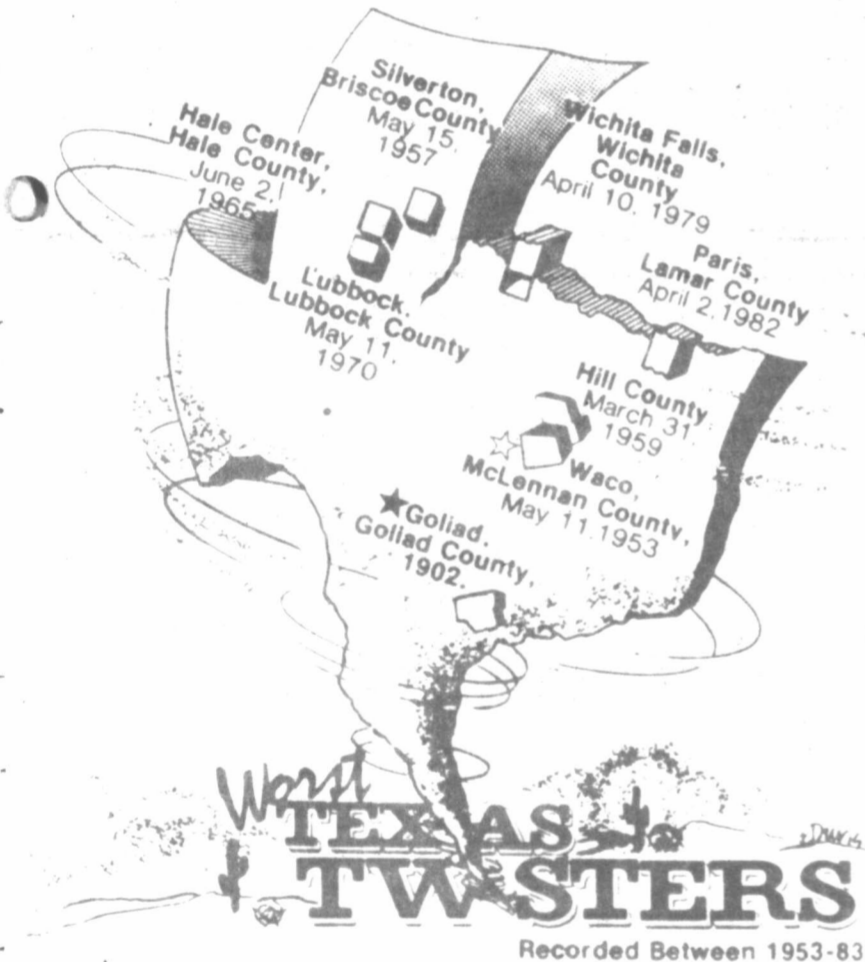 Silverton,
Briscoe County
May 15,
1957
Hale Center,
Hale County,
June 2,
1965
Wichita Falls,
Wichita
County
April 10, 1979
Paris,
Lamar County
April 2, 1982
Lubbock,
Lubbock County
May 11,
1970
Hill County
March 31,
1959
Waco,
McLennan County,
May 11, 1953
Goliad,
Goliad County,
1902.
Worst
TEXAS
TWISTERS
Recorded Between 1953-83